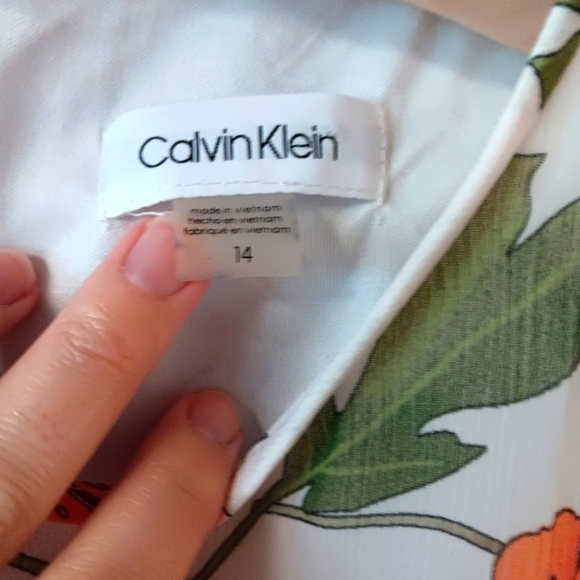 Calvin Klein
made in vietnam
hecho en vietnam
fabriqué en vietnam
14